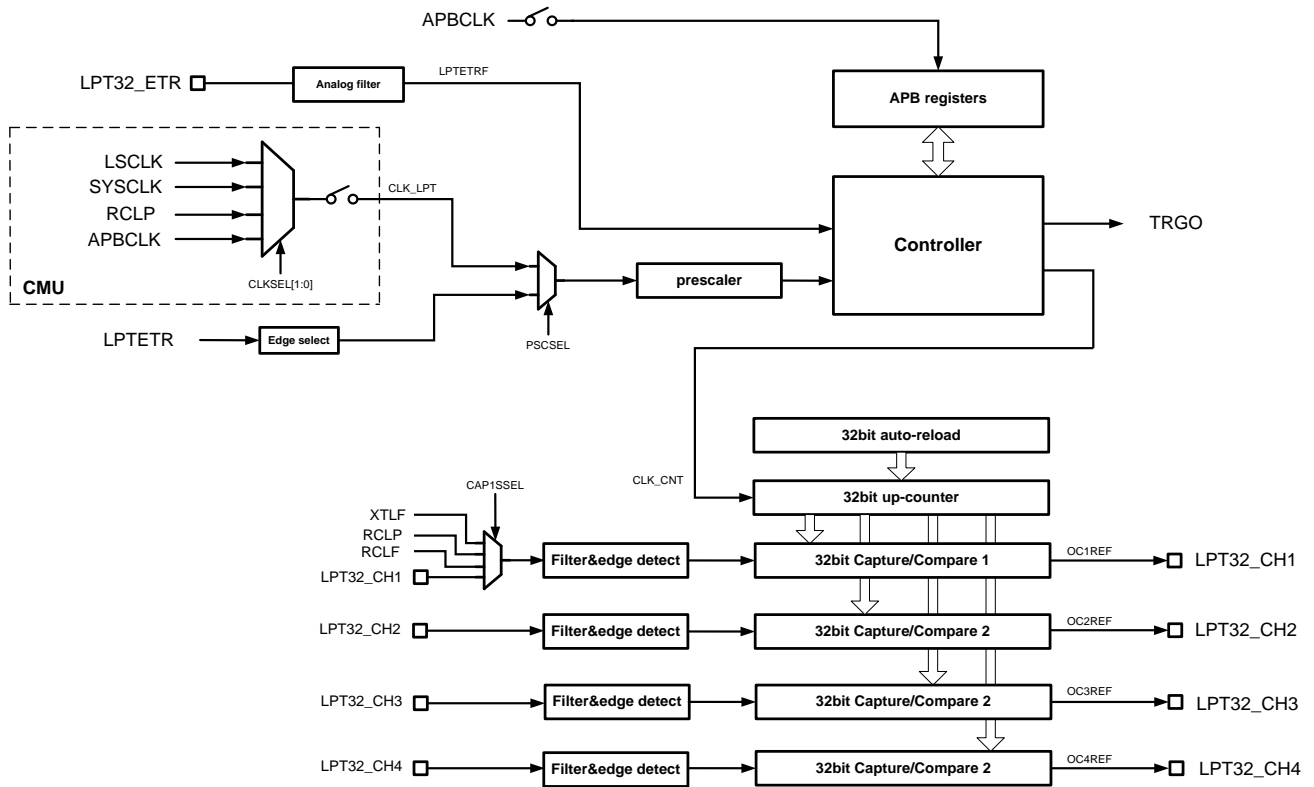 APBCLK
LPT32_ETR
Analog filter
LPTETRF
APB registers
LSCLK
SYSCLK
RCLP
APBCLK
CLK_LPT
CLKSEL[1:0]
CMU
Controller
TRGO
prescaler
LPTETR
Edge select
PSCSEL
32bit auto-reload
CLK_CNT
32bit up-counter
CAP1SSEL
XTLF
RCLP
RCLF
LPT32_CH1
Filter&edge detect
32bit Capture/Compare 1
OC1REF
LPT32_CH1
LPT32_CH2
Filter&edge detect
32bit Capture/Compare 2
OC2REF
LPT32_CH2
LPT32_CH3
Filter&edge detect
32bit Capture/Compare 2
OC3REF
LPT32_CH3
LPT32_CH4
Filter&edge detect
32bit Capture/Compare 2
OC4REF
LPT32_CH4